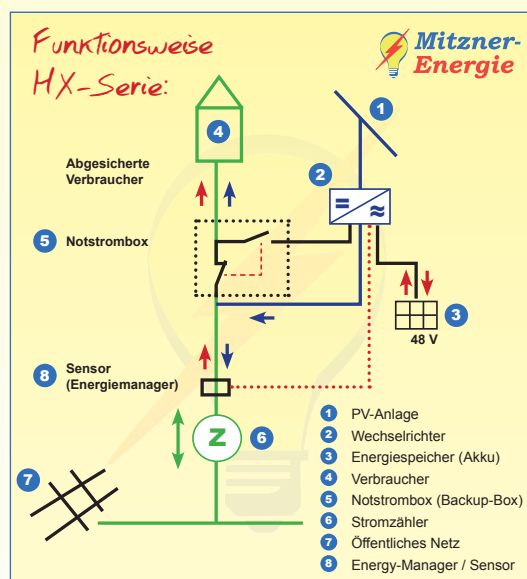 Funktionsweise
HX-Serie:
Mitzner-
Energie
1
2
4
Abgesicherte
Verbraucher
5 Notstrombox
3
48 V
8 Sensor
(Energiemanager)
Z
6
7
1 PV-Anlage
2 Wechselrichter
3 Energiespeicher (Akku)
4 Verbraucher
5 Notstrombox (Backup-Box)
6 Stromzähler
7 Öffentliches Netz
8 Energy-Manager / Sensor